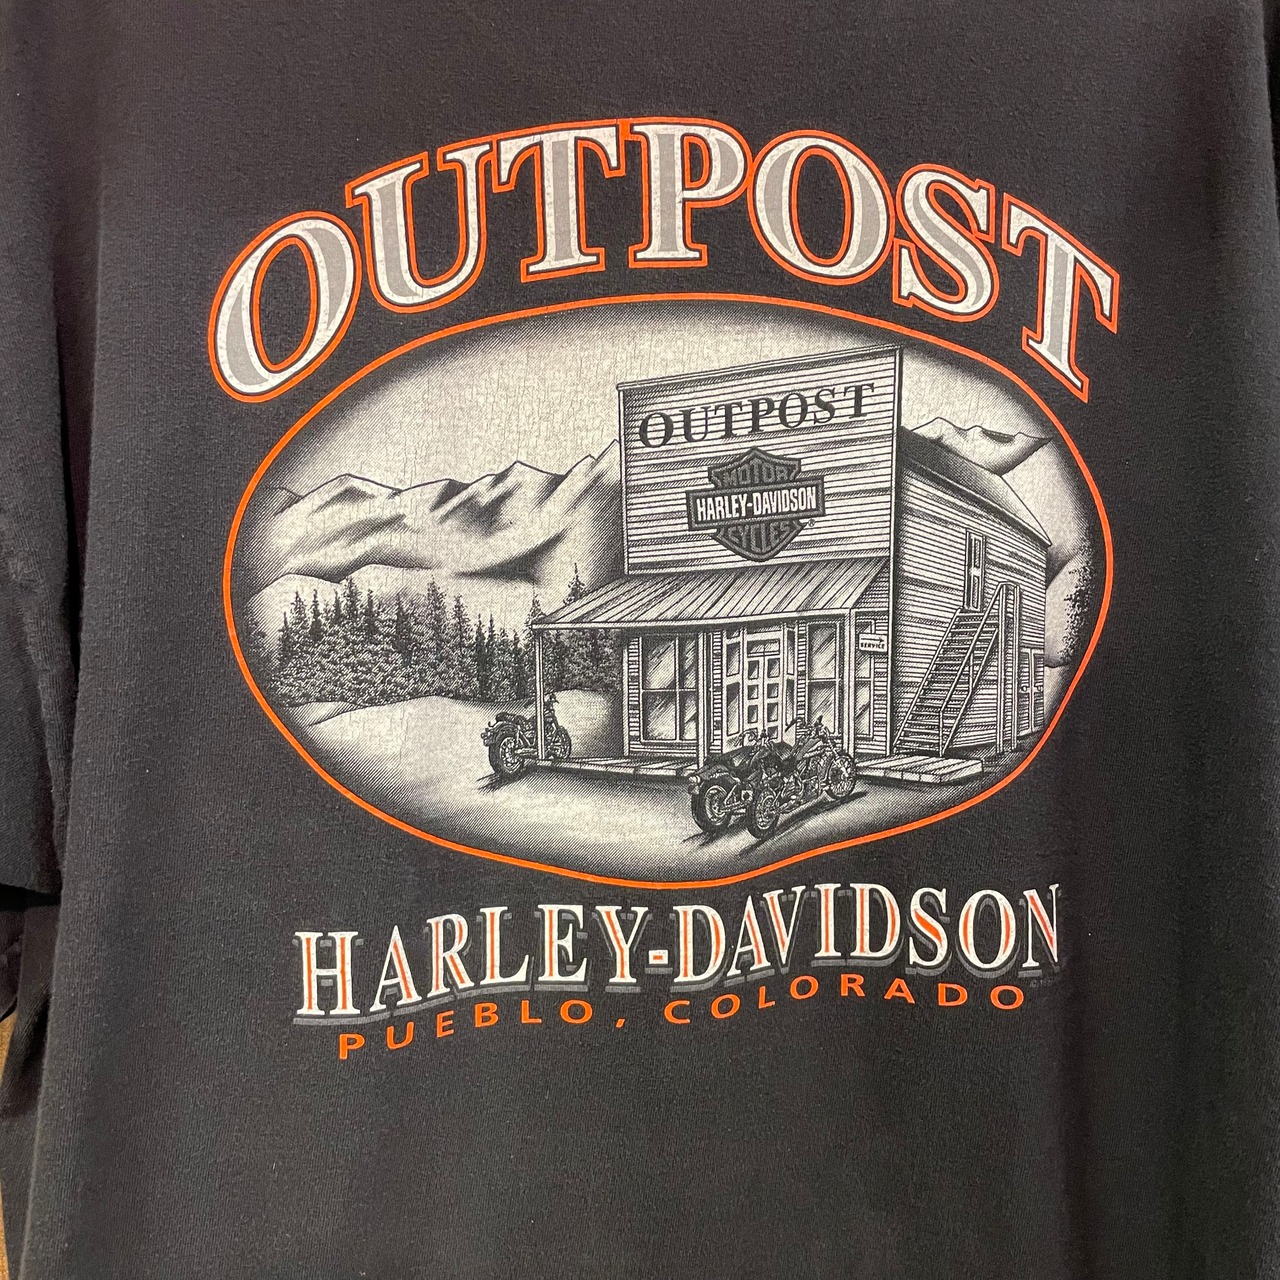 OUTPOST
OUTPOST
MOTOR
HARLEY-DAVIDSON
CYCLES
®
SERVICE
HARLEY-DAVIDSON
PUEBLO, COLORADO